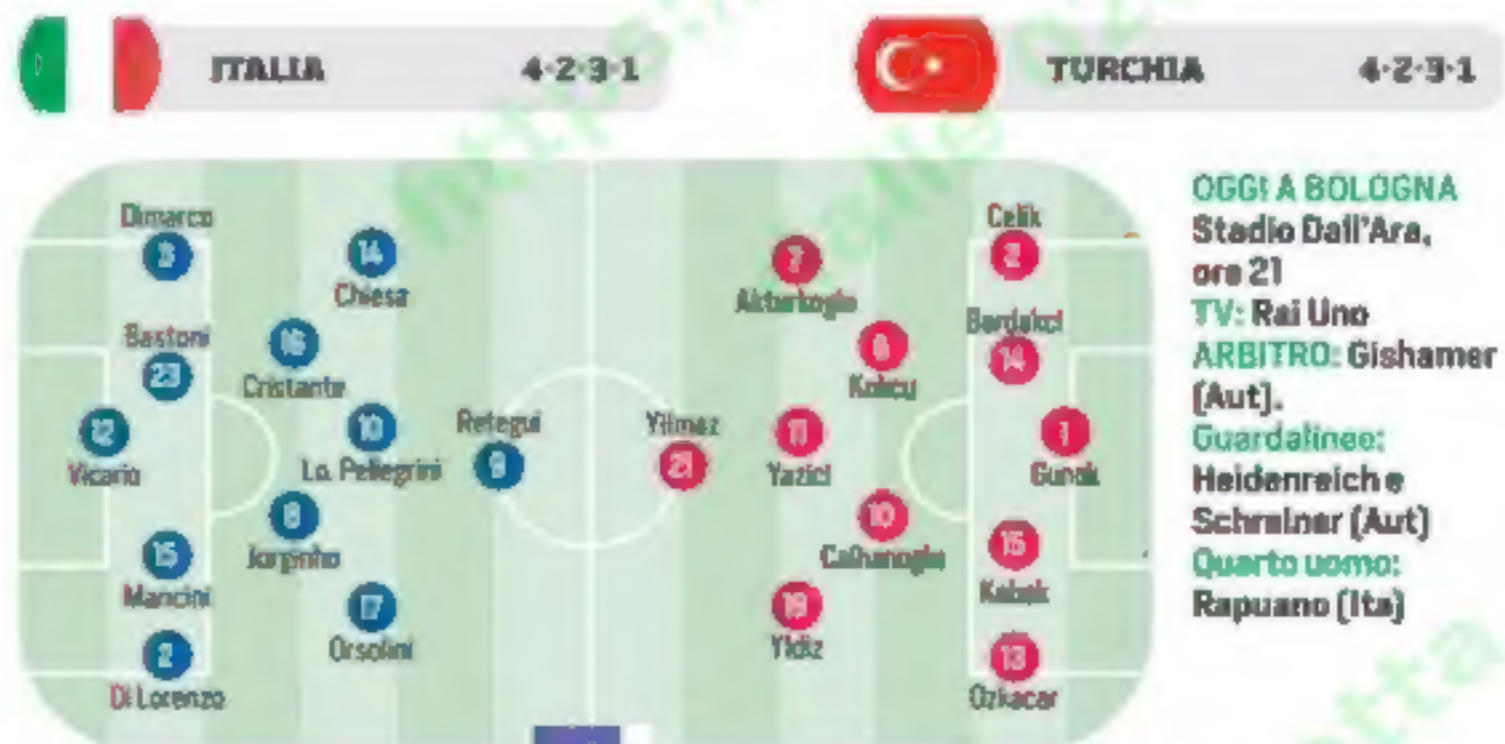 ITALIA 4-2-3-1
TURCHIA 4-2-3-1
Dimarco
3
Bastoni
23
12
Vicario
15
Mancini
2
Di Lorenzo
14
Chiesa
16
Cristante
10
Lo. Pellegrini
8
Jorginho
17
Orsolini
Retegui
9
Yilmaz
21
7
Akturkoglu
6
Kokcu
11
Yazici
10
Calhanoglu
19
Yldiz
Celik
2
Bardakci
14
1
Gunok
15
Kabak
13
Ozkacar
OGGI A BOLOGNA
Stadio Dall'Ara,
ore 21
TV: Rai Uno
ARBITRO: Gishamer
(Aut).
Guardalinee:
Heidenreich e
Schreiner (Aut)
Quarto uomo:
Rapuano (Ita)